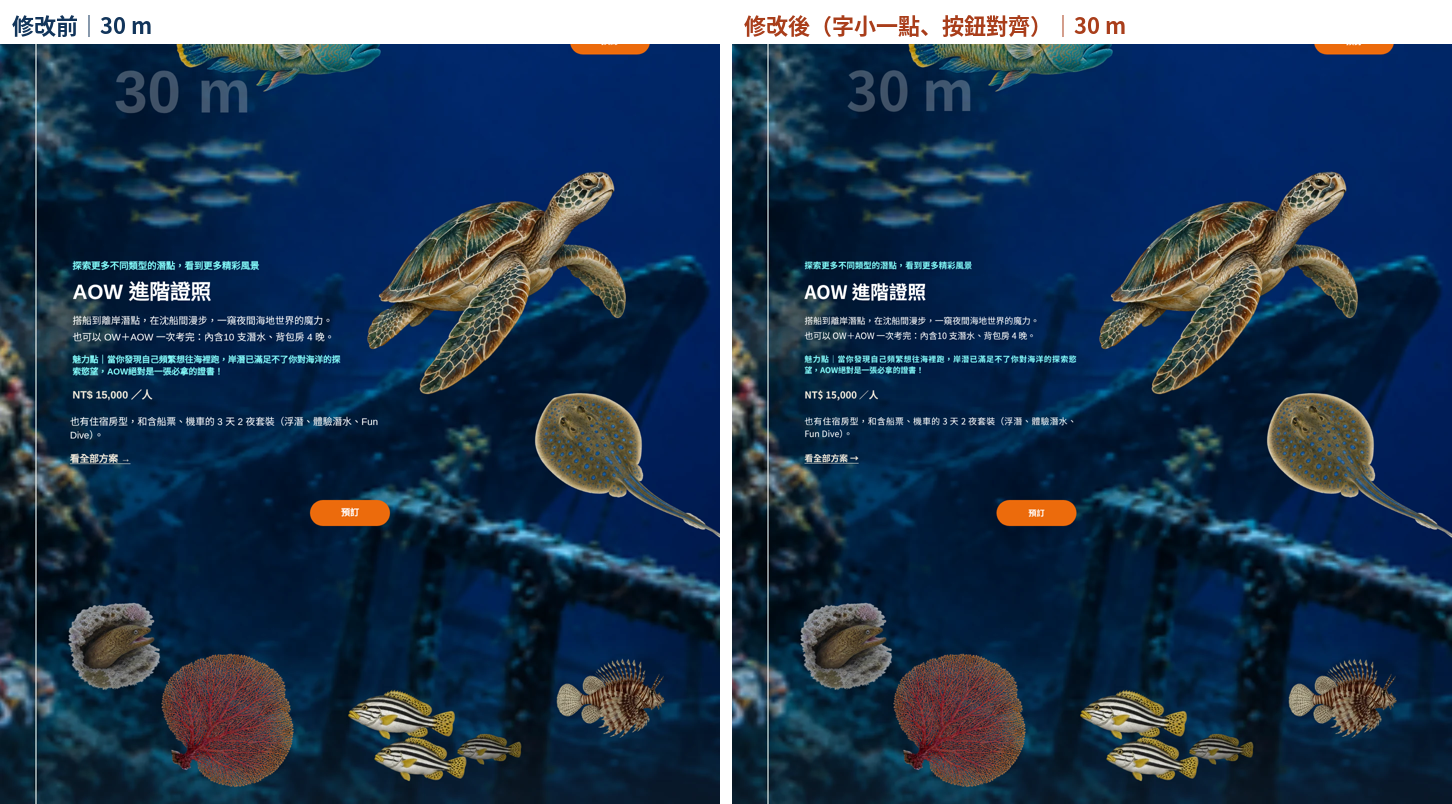 修改前｜30 m
30 m
探索更多不同類型的潛點，看到更多精彩風景
AOW 進階證照
搭船到離岸潛點，在沈船間漫步，一窺夜間海地世界的魔力。
也可以 OW＋AOW 一次考完：內含10 支潛水、背包房 4 晚。
魅力點｜當你發現自己頻繁想往海裡跑，岸潛已滿足不了你對海洋的探
索慾望，AOW絕對是一張必拿的證書！
NT$ 15,000 ／人
也有住宿房型，和含船票、機車的 3 天 2 夜套裝（浮潛、體驗潛水、Fun
Dive）。
看全部方案 →
預訂
修改後（字小一點、按鈕對齊）｜30 m
30 m
探索更多不同類型的潛點，看到更多精彩風景
AOW 進階證照
搭船到離岸潛點，在沈船間漫步，一窺夜間海地世界的魔力。
也可以 OW＋AOW 一次考完：內含10 支潛水、背包房 4 晚。
魅力點｜當你發現自己頻繁想往海裡跑，岸潛已滿足不了你對海洋的探索慾
望，AOW絕對是一張必拿的證書！
NT$ 15,000 ／人
也有住宿房型，和含船票、機車的 3 天 2 夜套裝（浮潛、體驗潛水、
Fun Dive）。
看全部方案 →
預訂